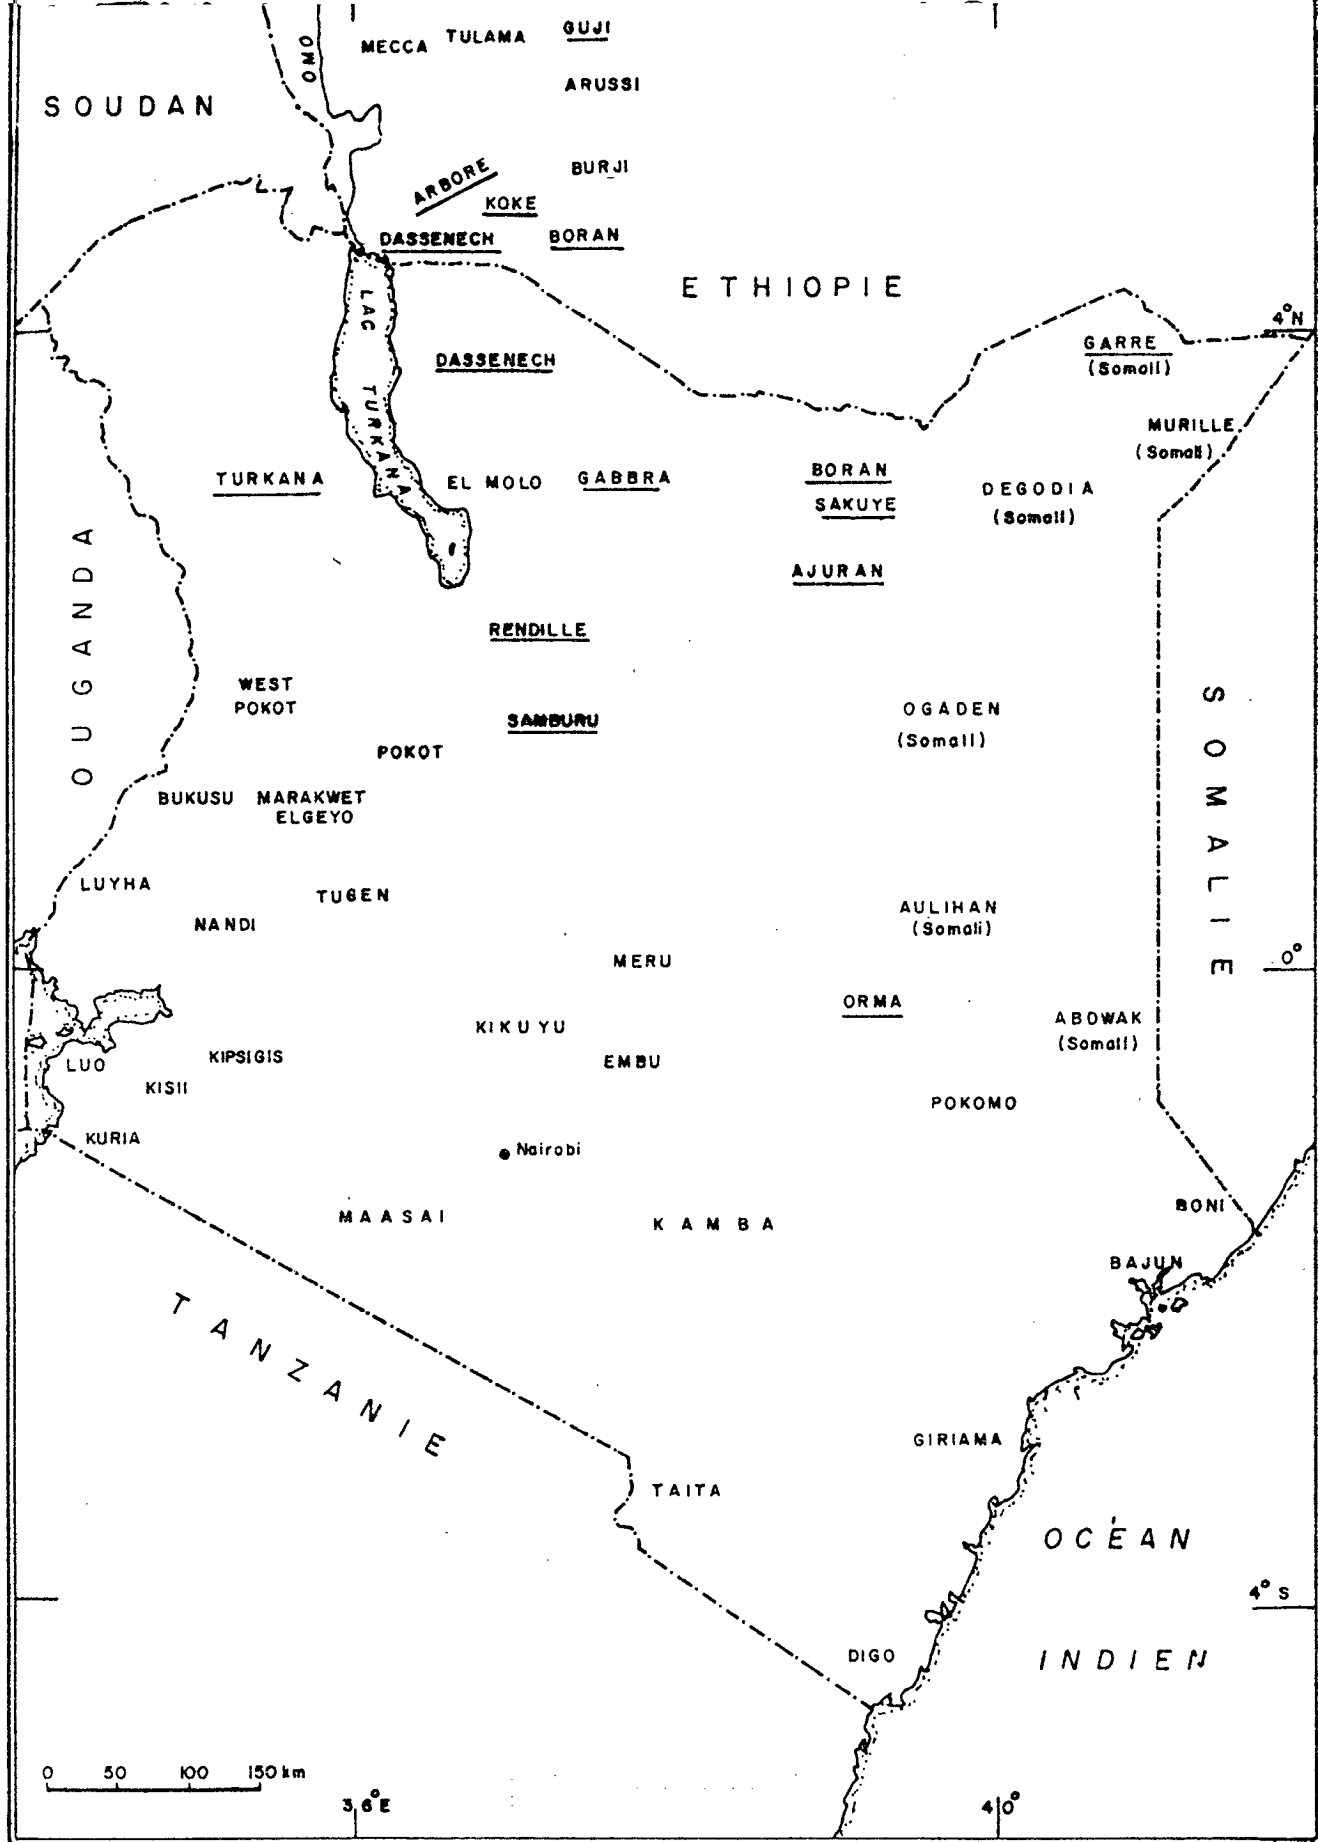 MECCA
TULAMA
GUJI
OMO
ARUSSI
SOUDAN
BURJI
ARBORE
KOKE
DASSENECH
BORAN
ETHIOPIE
LAC TURKANA
4°N
GARRE
(Somali)
DASSENECH
MURILLE
(Somali)
TURKANA
EL MOLO
GABBRA
BORAN
SAKUYE
DEGODIA
(Somali)
AJURAN
OUGANDA
RENDILLE
WEST
POKOT
SAMBURU
OGADEN
(Somali)
SOMALIE
POKOT
BUKUSU
MARAKWET
ELGEYO
LUYHA
TUGEN
NANDI
AULIHAN
(Somali)
MERU
0°
ORMA
KIKUYU
ABOWAK
(Somali)
EMBU
LUO
KIPSIGIS
KISII
POKOMO
KURIA
Nairobi
MAASAI
KAMBA
BONI
BAJUN
TANZANIE
GIRIAMA
TAITA
OCÉAN
INDIEN
4°S
DIGO
0 50 100 150 km
36°E
40°